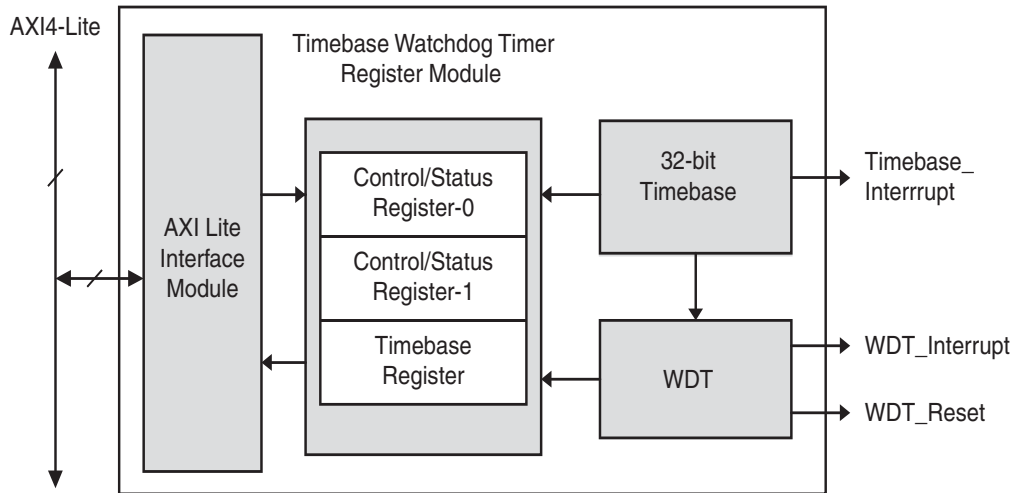 AXI4-Lite
Timebase Watchdog Timer
Register Module
AXI Lite
Interface
Module
Control/Status
Register-0
Control/Status
Register-1
Timebase
Register
32-bit
Timebase
WDT
Timebase_
Interrrupt
WDT_Interrupt
WDT_Reset